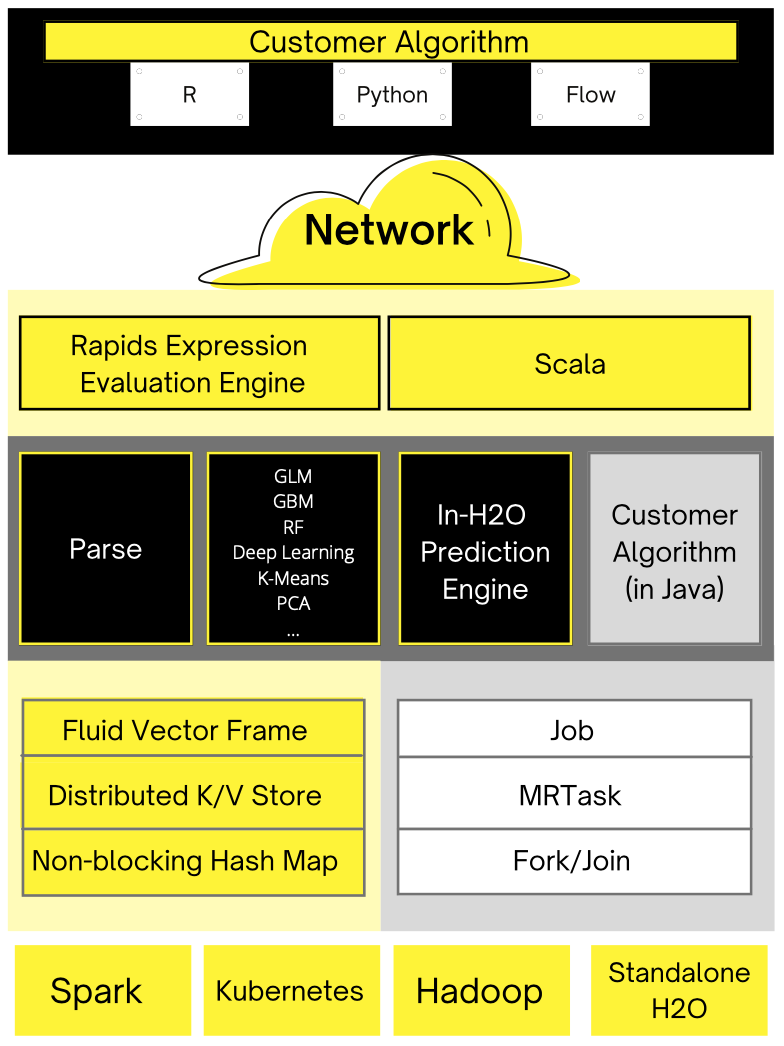 Customer Algorithm
R
Python
Flow
Network
Rapids Expression
Evaluation Engine
Scala
Parse
GLM
GBM
RF
Deep Learning
K-Means
PCA
...
In-H2O
Prediction
Engine
Customer
Algorithm
(in Java)
Fluid Vector Frame
Distributed K/V Store
Non-blocking Hash Map
Job
MRTask
Fork/Join
Spark
Kubernetes
Hadoop
Standalone
H2O